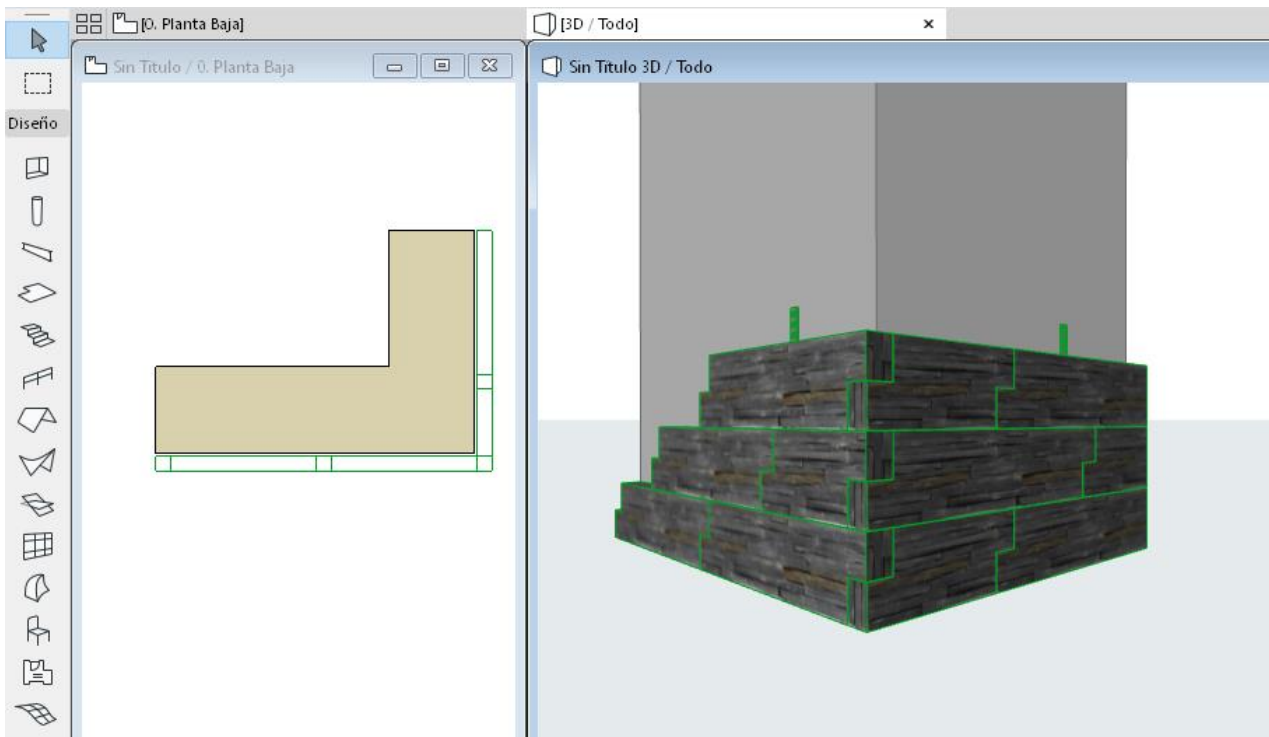 [0. Planta Baja]
[3D / Todo]
Sin Título / 0. Planta Baja
Sin Título 3D / Todo
Diseño